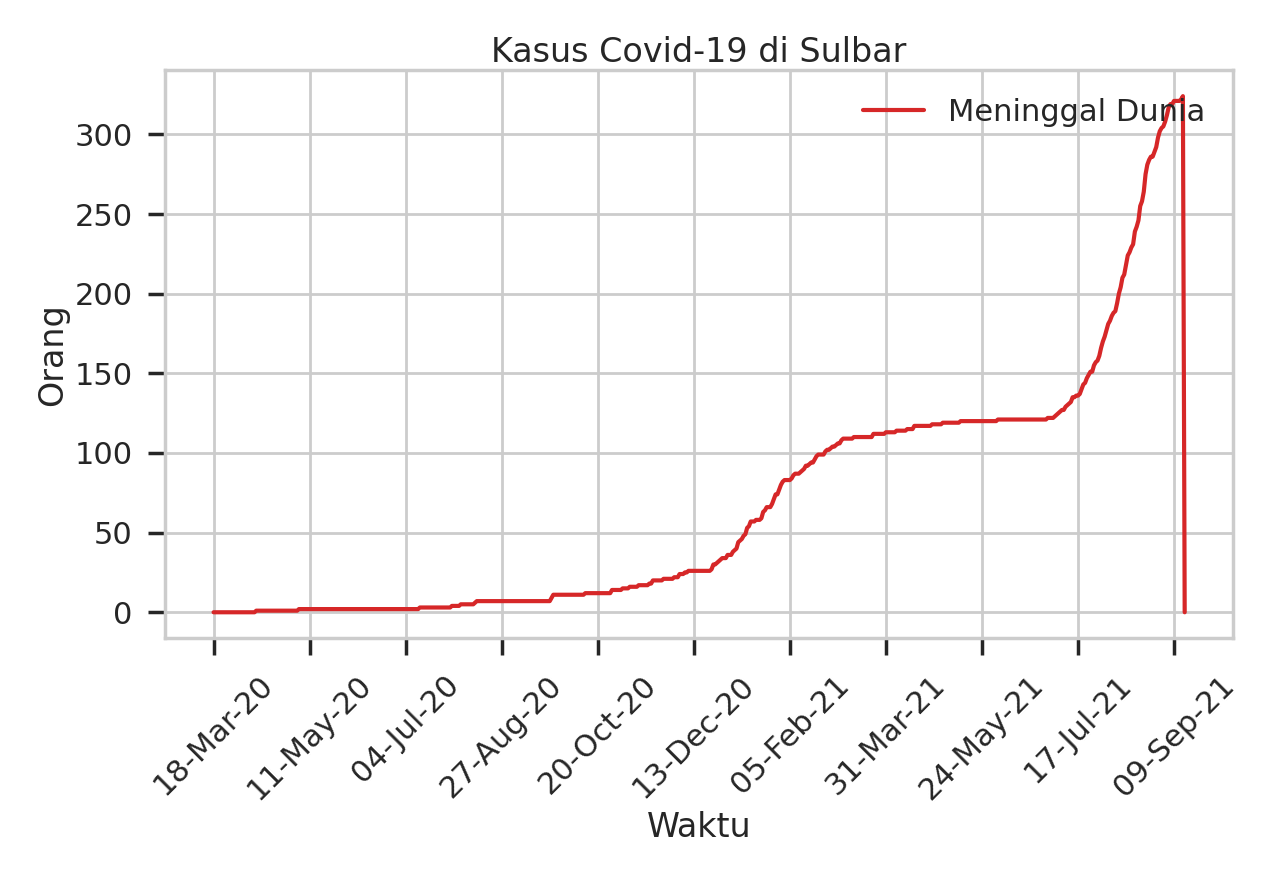 Kasus Covid-19 di Sulbar
Meninggal Dunia
Orang
300
250
200
150
100
50
0
18-Mar-20
11-May-20
04-Jul-20
27-Aug-20
20-Oct-20
13-Dec-20
05-Feb-21
31-Mar-21
24-May-21
17-Jul-21
09-Sep-21
Waktu